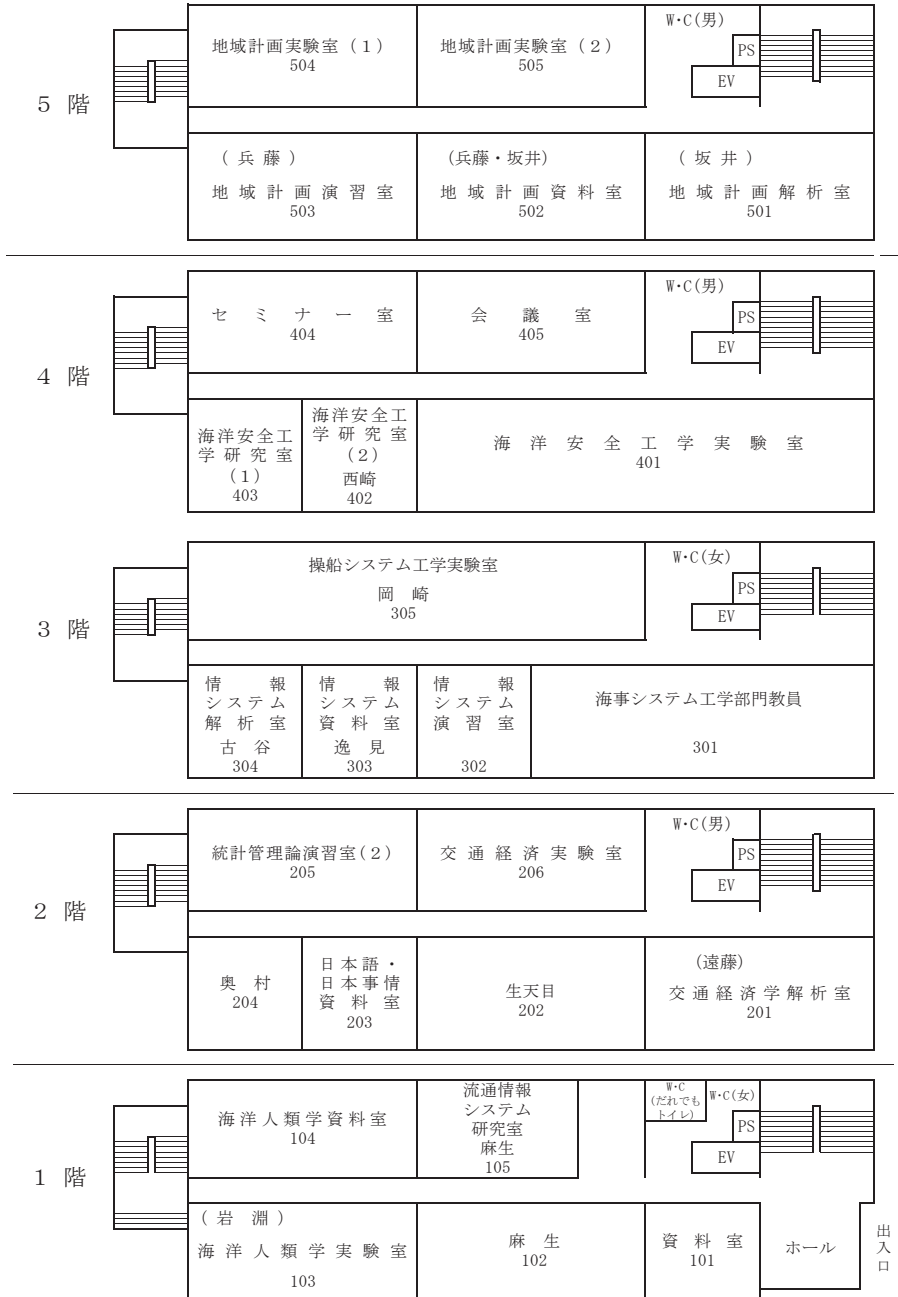 5 階
地域計画実験室(1)
504
地域計画実験室(2)
505
W・C(男)
PS
EV
(兵藤)
地域計画演習室
503
(兵藤・坂井)
地域計画資料室
502
(坂井)
地域計画解析室
501
4 階
セミナー室
404
会議室
405
W・C(男)
PS
EV
海洋安全工
学研究室
(1)
403
海洋安全工
学研究室
(2)
西崎
402
海洋安全工学実験室
401
3 階
操船システム工学実験室
岡崎
305
W・C(女)
PS
EV
情報
システム
解析室
古谷
304
情報
システム
資料室
逸見
303
情報
システム
演習室
302
海事システム工学部門教員
301
2 階
統計管理論演習室(2)
205
交通経済実験室
206
W・C(男)
PS
EV
奥村
204
日本語・
日本事情
資料室
203
生天目
202
(遠藤)
交通経済学解析室
201
1 階
海洋人類学資料室
104
流通情報
システム
研究室
麻生
105
W・C
(だれでも
トイレ)
W・C(女)
PS
EV
(岩淵)
海洋人類学実験室
103
麻生
102
資料室
101
ホール
出入口